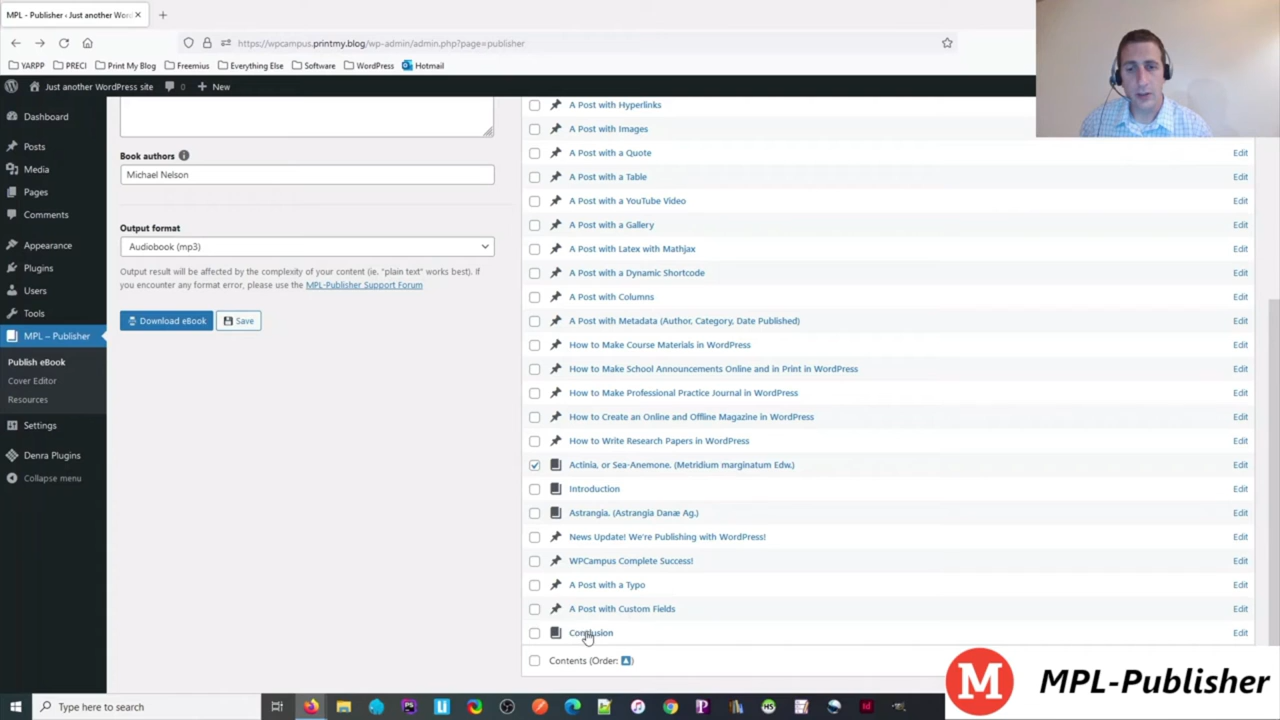 MPL - Publisher ‹ Just another Wor
https://wpcampus.printmy.blog/wp-admin/admin.php?page=publisher
YARPP
PRECI
Print My Blog
Freemius
Everything Else
Software
WordPress
Hotmail
Just another WordPress site
0
New
Dashboard
Posts
Media
Pages
Comments
Appearance
Plugins
Users
Tools
MPL – Publisher
Publish eBook
Cover Editor
Resources
Settings
Denra Plugins
Collapse menu
Book authors
Michael Nelson
Output format
Audiobook (mp3)
Output result will be affected by the complexity of your content (ie. "plain text" works best). If
you encounter any format error, please use the MPL-Publisher Support Forum
Download eBook
Save
A Post with Hyperlinks
A Post with Images Edit
A Post with a Quote Edit
A Post with a Table Edit
A Post with a YouTube Video Edit
A Post with a Gallery Edit
A Post with Latex with Mathjax Edit
A Post with a Dynamic Shortcode Edit
A Post with Columns Edit
A Post with Metadata (Author, Category, Date Published) Edit
How to Make Course Materials in WordPress Edit
How to Make School Announcements Online and in Print in WordPress Edit
How to Make Professional Practice Journal in WordPress Edit
How to Create an Online and Offline Magazine in WordPress Edit
How to Write Research Papers in WordPress Edit
Actinia, or Sea-Anemone. (Metridium marginatum Edw.) Edit
Introduction Edit
Astrangia. (Astrangia Danæ Ag.) Edit
News Update! We're Publishing with WordPress! Edit
WPCampus Complete Success! Edit
A Post with a Typo Edit
A Post with Custom Fields Edit
Conclusion Edit
Contents (Order: )
M MPL-Publisher
Type here to search